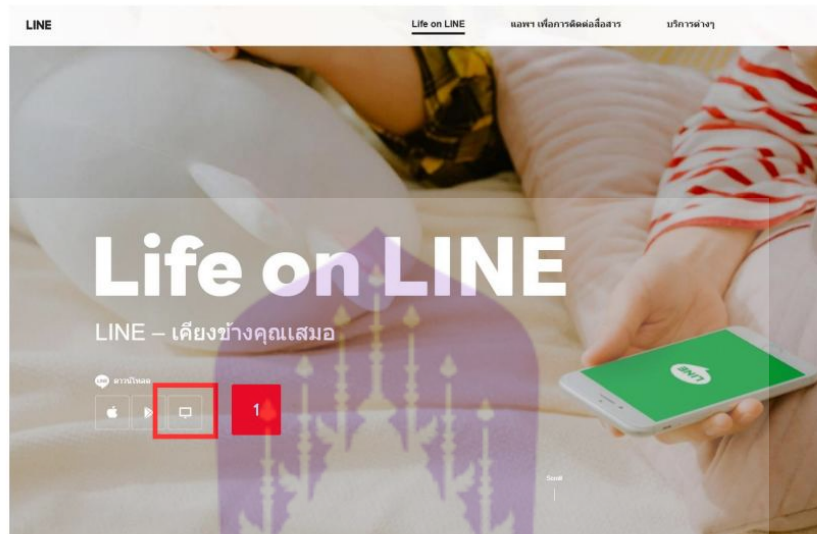 LINE
Life on LINE
แอพฯ เพื่อการติดต่อสื่อสาร
บริการต่างๆ
Life on LINE
LINE – เคียงข้างคุณเสมอ
LINE
ดาวน์โหลด
1
LINE